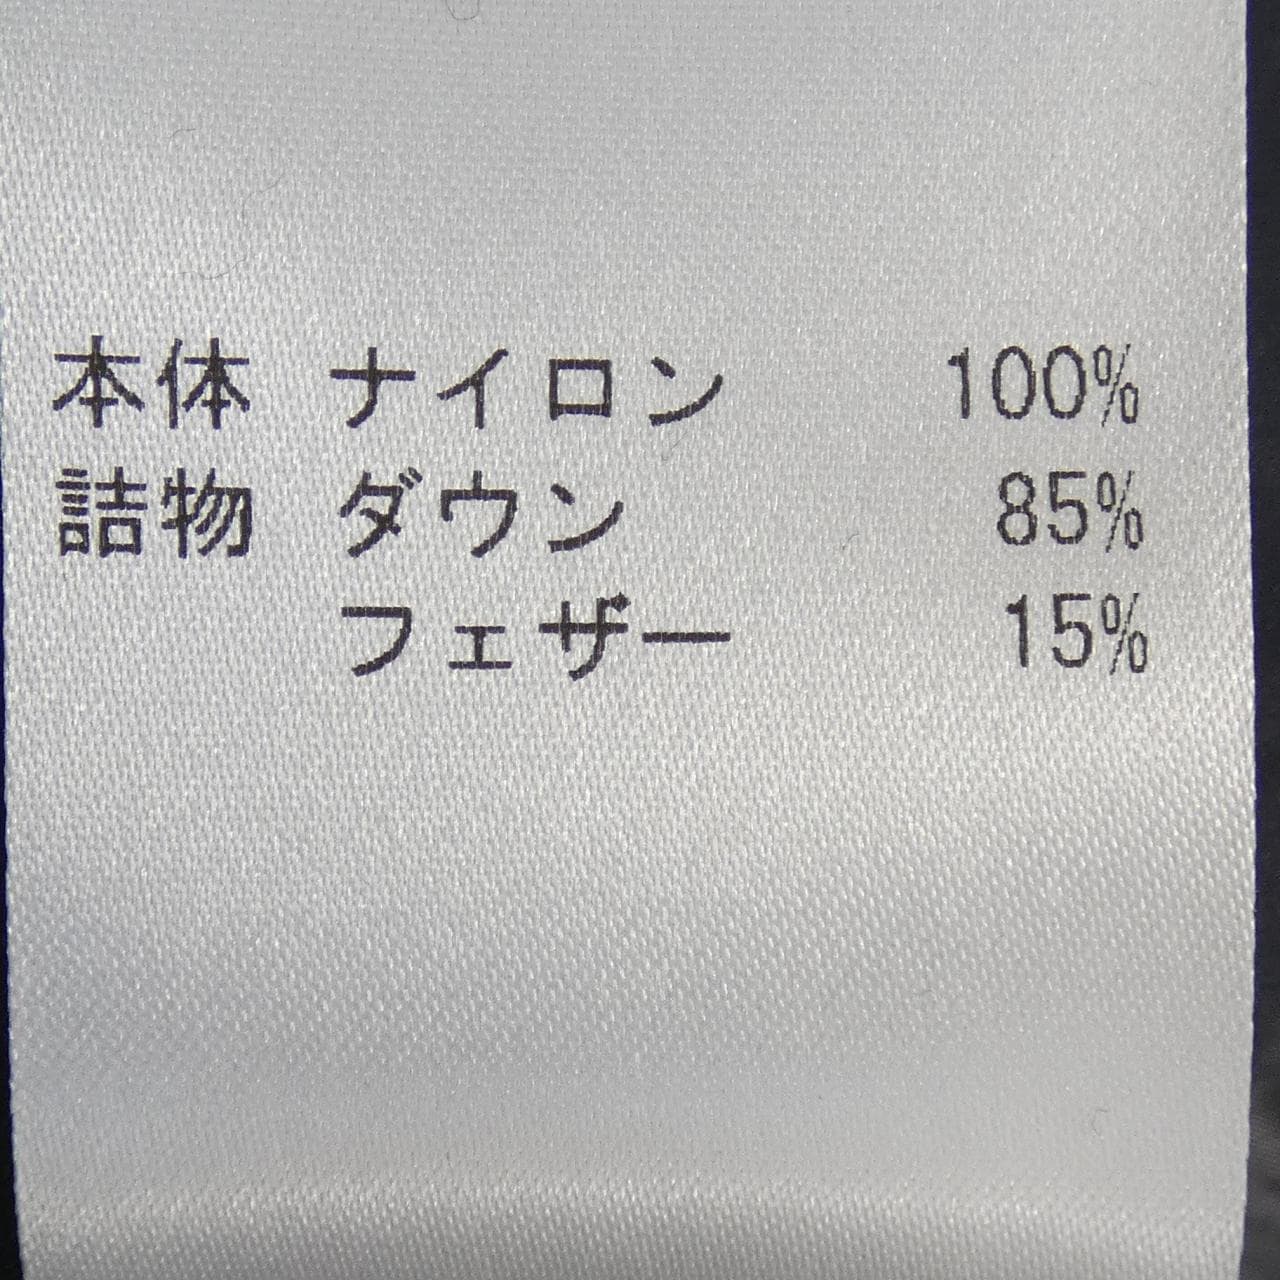 本体 ナイロン 100%
詰物 ダウン 85%
フェザー 15%